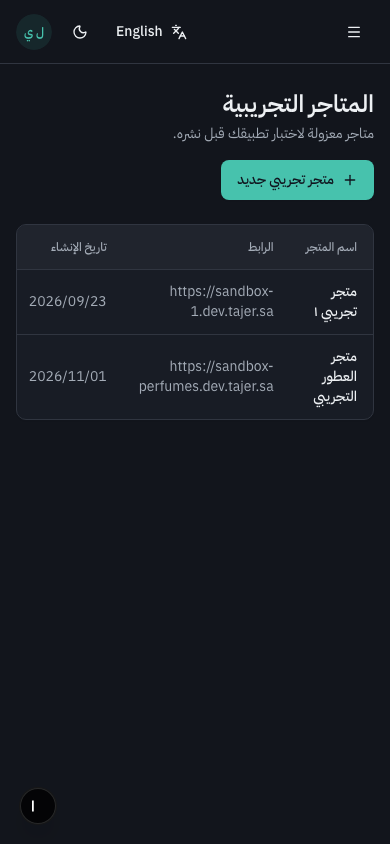 English
ل ي
المتاجر التجريبية
متاجر معزولة لاختبار تطبيقك قبل نشره.
متجر تجريبي جديد
اسم المتجر الرابط تاريخ الإنشاء
متجر
تجريبي ١
https://sandbox-
1.dev.tajer.sa
2026/09/23
متجر
العطور
التجريبي
https://sandbox-
perfumes.dev.tajer.sa
2026/11/01